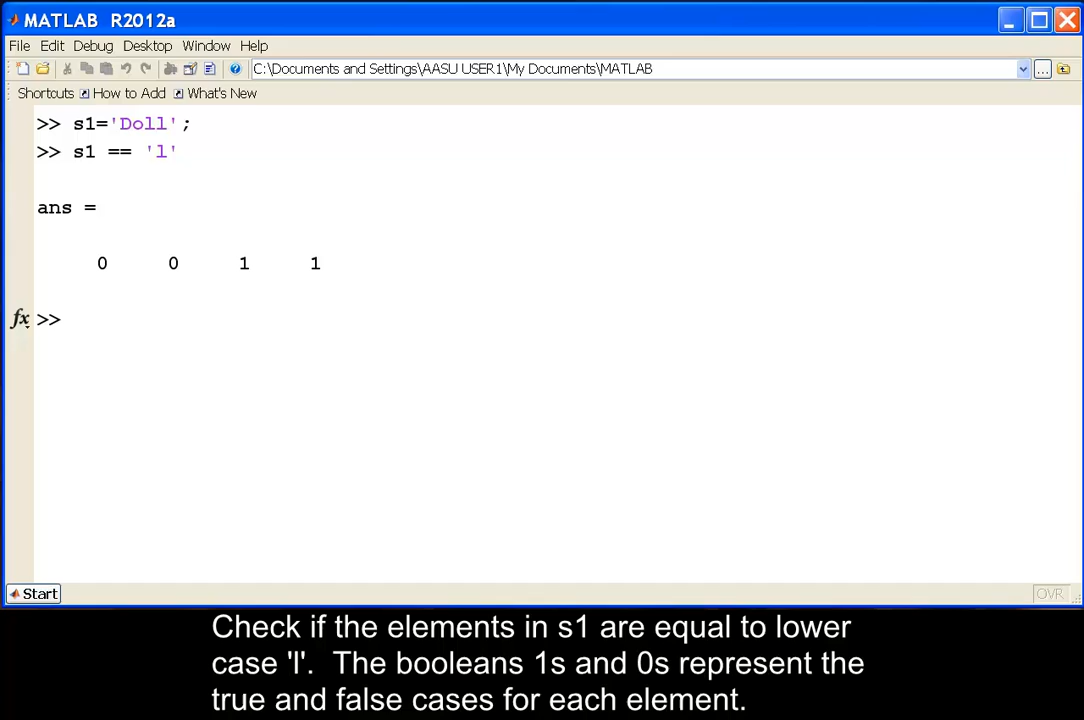 MATLAB R2012a
File Edit Debug Desktop Window Help
C:\Documents and Settings\AASU USER1\My Documents\MATLAB
...
Shortcuts How to Add What's New
>> s1='Doll';
>> s1 == 'l'
ans =
0 0 1 1
fx >>
Start
OVR
Check if the elements in s1 are equal to lower
case 'l'. The booleans 1s and 0s represent the
true and false cases for each element.